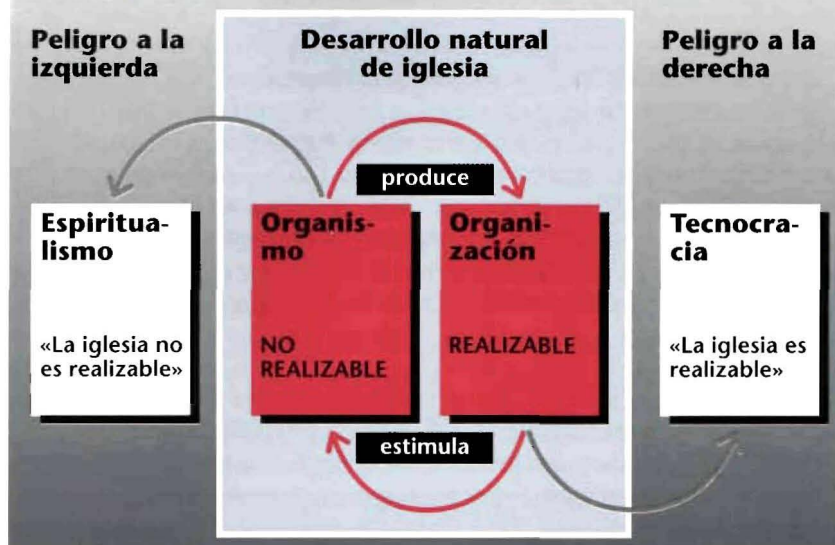 Peligro a la
izquierda
Desarrollo natural
de iglesia
Peligro a la
derecha
produce
Espiritua-
lismo
«La iglesia no
es realizable»
Organis-
mo
NO
REALIZABLE
Organi-
zación
REALIZABLE
Tecnocra-
cia
«La iglesia es
realizable»
estimula